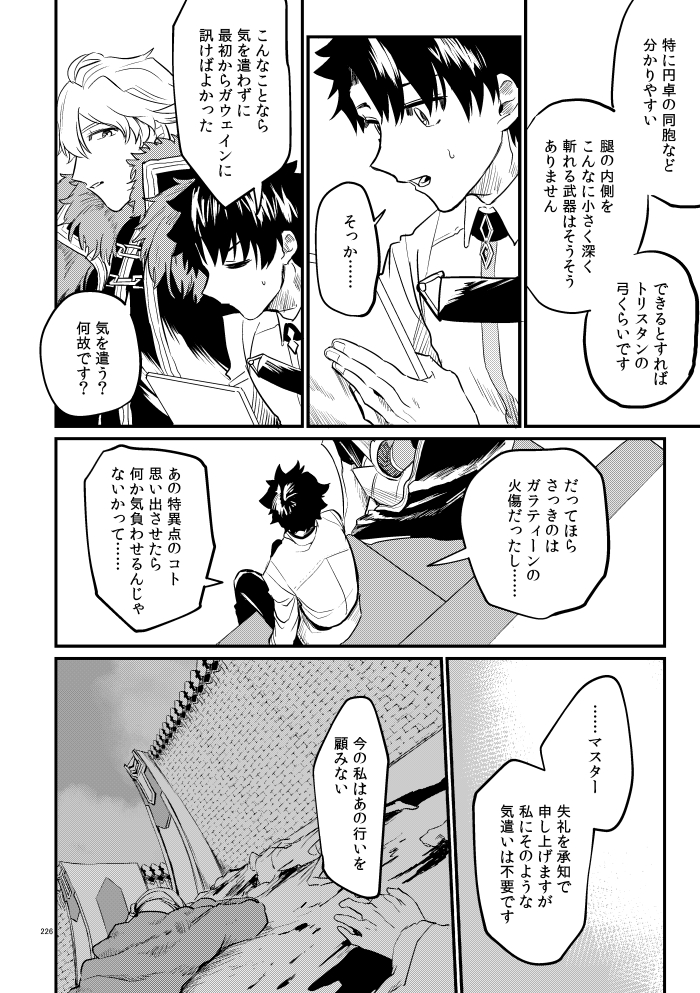 特に円卓の同胞など
分かりやすい
腿の内側を
こんなに小さく深く
斬れる武器はそうそう
ありません
できるとすれば
トリスタンの
弓くらいです
そっか……
こんなことなら
気を遣わずに
最初からガウェインに
訊けばよかった
気を遣う?
何故です?
だってほら
さっきのは
ガラティーンの
火傷だったし……
あの特異点のコト
思い出させたら
何か気負わせるんじゃ
ないかって……
……マスター
失礼を承知で
申し上げますが
私にそのような
気遣いは不要です
今の私はあの行いを
顧みない
226